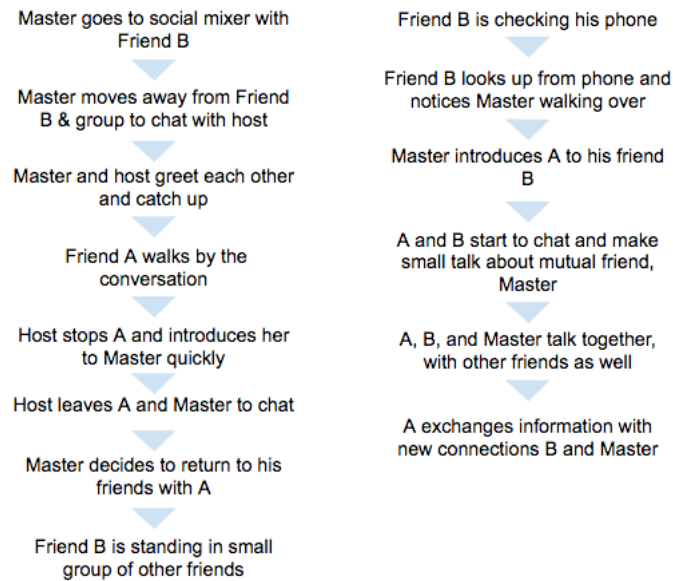 Master goes to social mixer with
Friend B
Master moves away from Friend
B & group to chat with host
Master and host greet each other
and catch up
Friend A walks by the
conversation
Host stops A and introduces her
to Master quickly
Host leaves A and Master to chat
Master decides to return to his
friends with A
Friend B is standing in small
group of other friends
Friend B is checking his phone
Friend B looks up from phone and
notices Master walking over
Master introduces A to his friend
B
A and B start to chat and make
small talk about mutual friend,
Master
A, B, and Master talk together,
with other friends as well
A exchanges information with
new connections B and Master